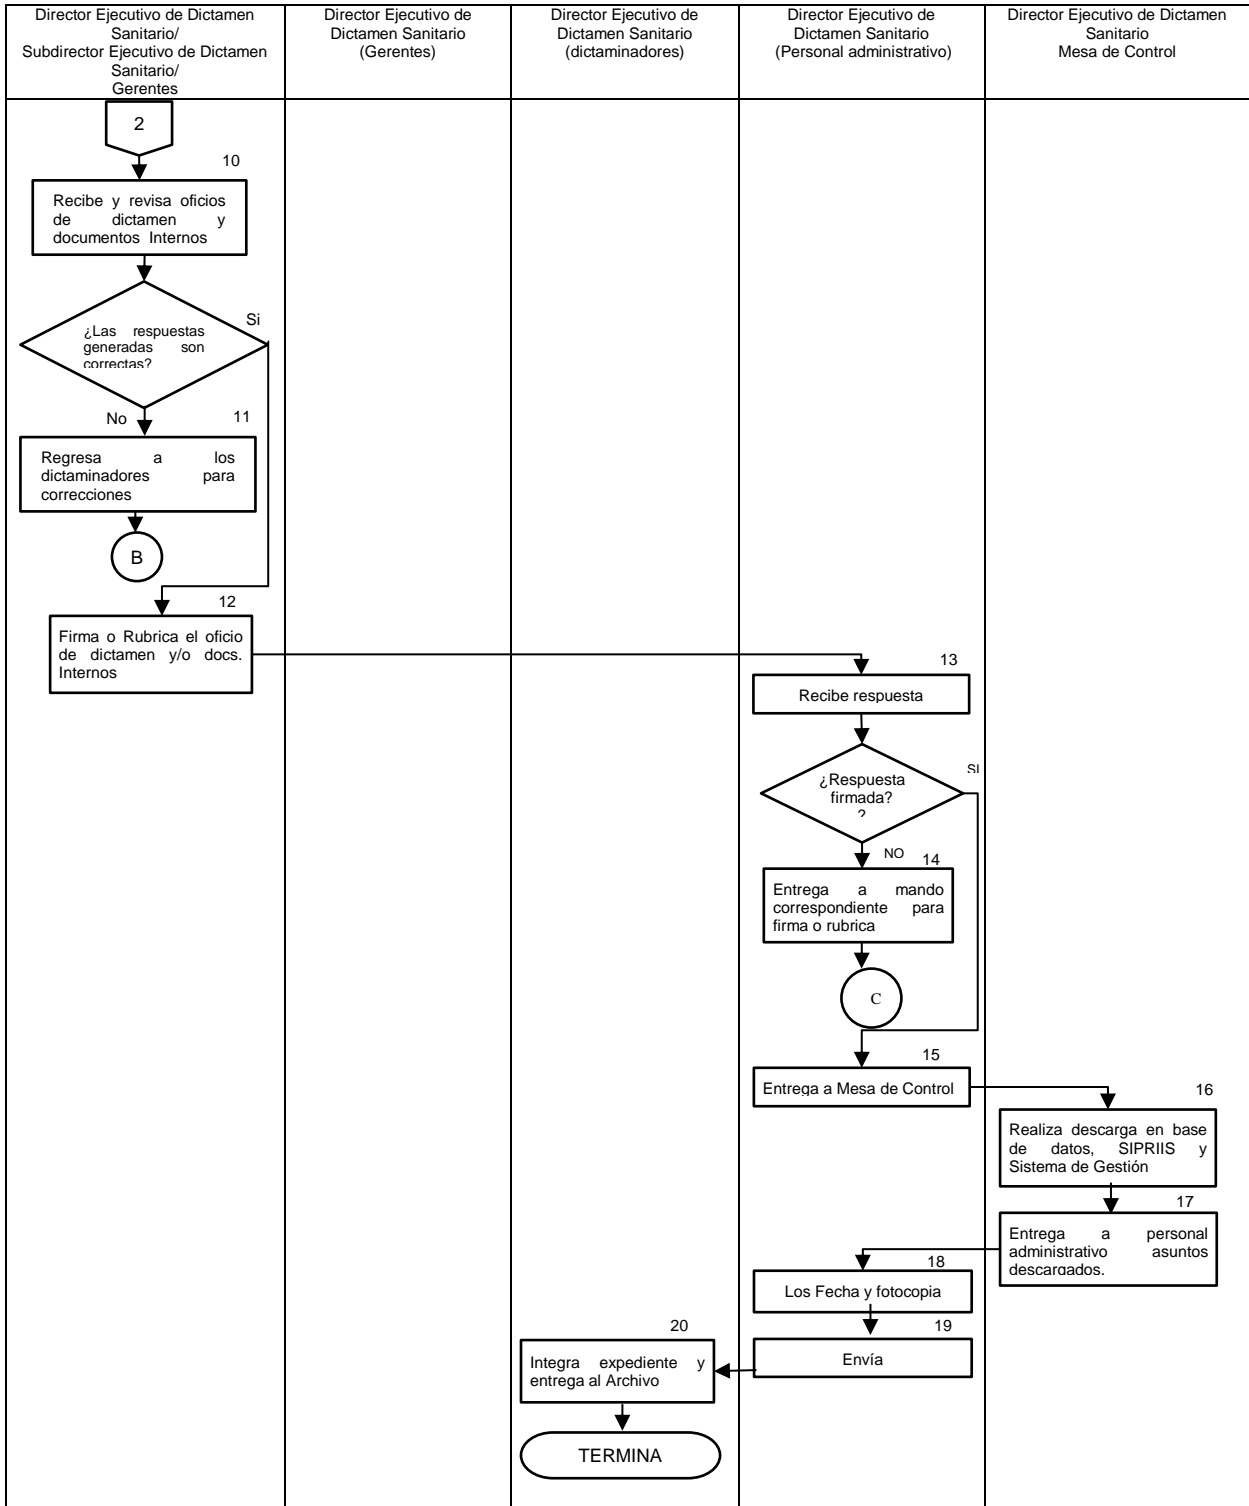 Director Ejecutivo de Dictamen
Sanitario/
Subdirector Ejecutivo de Dictamen
Sanitario/
Gerentes
Director Ejecutivo de
Dictamen Sanitario
(Gerentes)
Director Ejecutivo de
Dictamen Sanitario
(dictaminadores)
Director Ejecutivo de
Dictamen Sanitario
(Personal administrativo)
Director Ejecutivo de Dictamen
Sanitario
Mesa de Control
2
10
Recibe y revisa oficios
de dictamen y
documentos Internos
¿Las respuestas
generadas son
correctas?
Si
No
11
Regresa a los
dictaminadores para
correcciones
B
12
Firma o Rubrica el oficio
de dictamen y/o docs.
Internos
13
Recibe respuesta
¿Respuesta
firmada?
?
SI
NO
14
Entrega a mando
correspondiente para
firma o rubrica
C
15
Entrega a Mesa de Control
16
Realiza descarga en base
de datos, SIPRIIS y
Sistema de Gestión
17
Entrega a personal
administrativo asuntos
descargados.
18
Los Fecha y fotocopia
19
Envía
20
Integra expediente y
entrega al Archivo
TERMINA